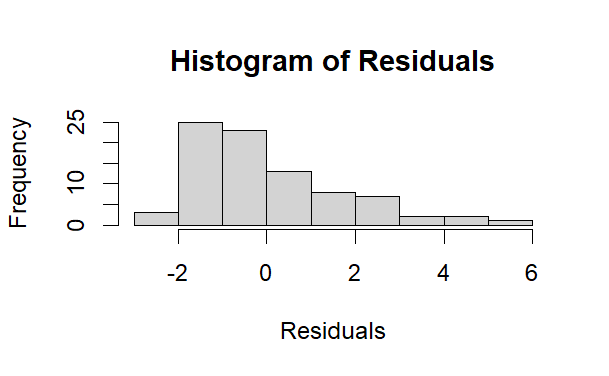 Histogram of Residuals
Frequency
25
10
0
-2 0 2 4 6
Residuals